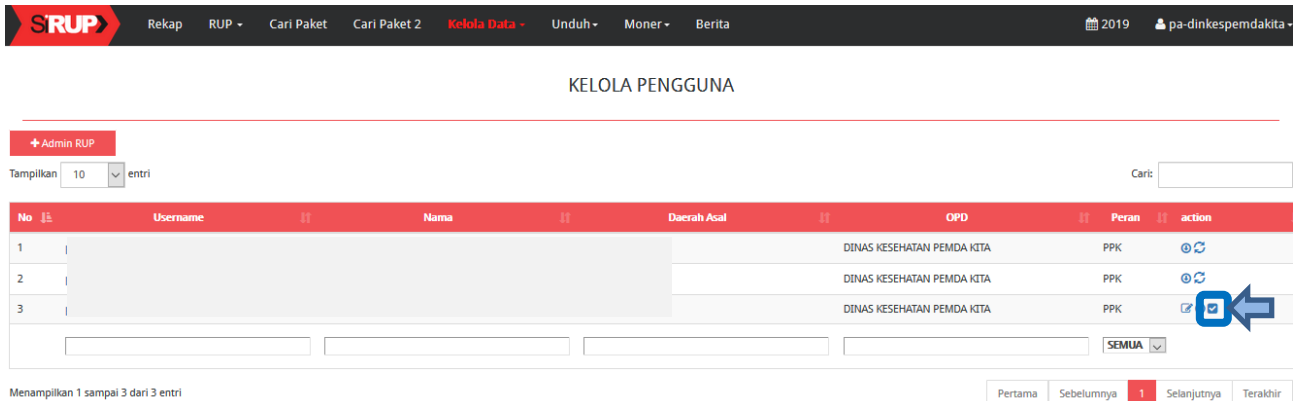 SiRUP Rekap RUP Cari Paket Cari Paket 2 Kelola Data Unduh Moner Berita 2019 pa-dinkespemdakita
KELOLA PENGGUNA
+ Admin RUP
Tampilkan 10 entri Cari:
No Username Nama Daerah Asal OPD Peran action
1 DINAS KESEHATAN PEMDA KITA PPK
2 DINAS KESEHATAN PEMDA KITA PPK
3 DINAS KESEHATAN PEMDA KITA PPK
SEMUA
Menampilkan 1 sampai 3 dari 3 entri Pertama Sebelumnya 1 Selanjutnya Terakhir